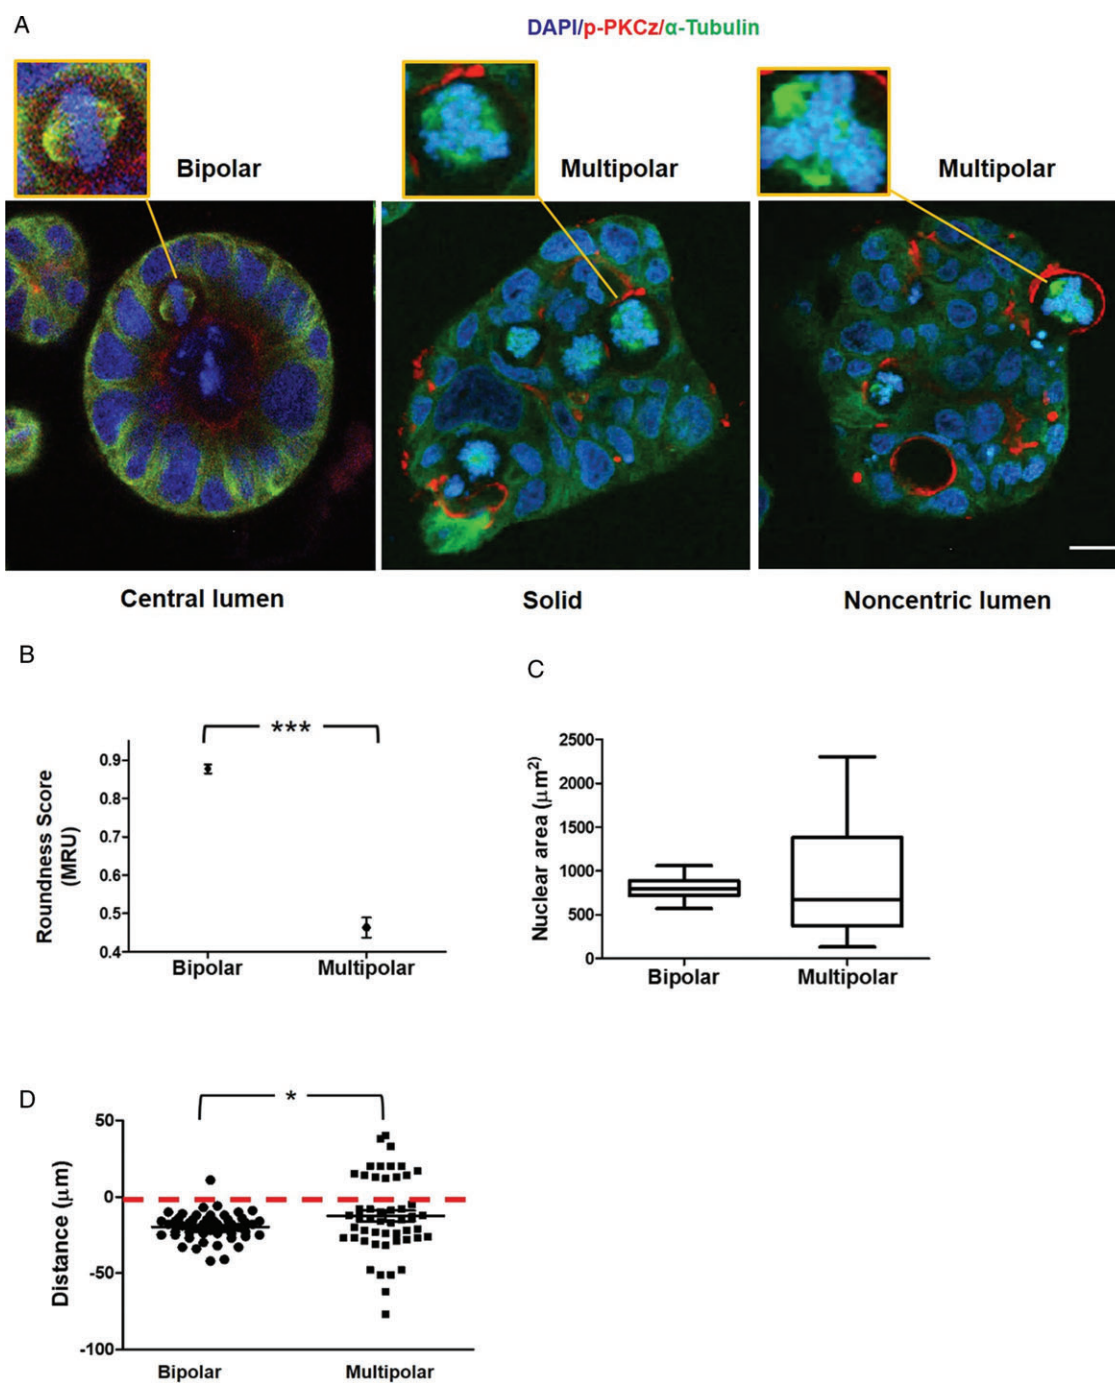 A
DAPI/p-PKCz/α-Tubulin
Bipolar
Multipolar
Multipolar
Central lumen
Solid
Noncentric lumen
B
Roundness Score
(MRU)
0.9
0.8
0.7
0.6
0.5
0.4
***
Bipolar
Multipolar
C
Nuclear area (μm²)
2500
2000
1500
1000
500
0
Bipolar
Multipolar
D
Distance (μm)
50
0
-50
-100
*
Bipolar
Multipolar